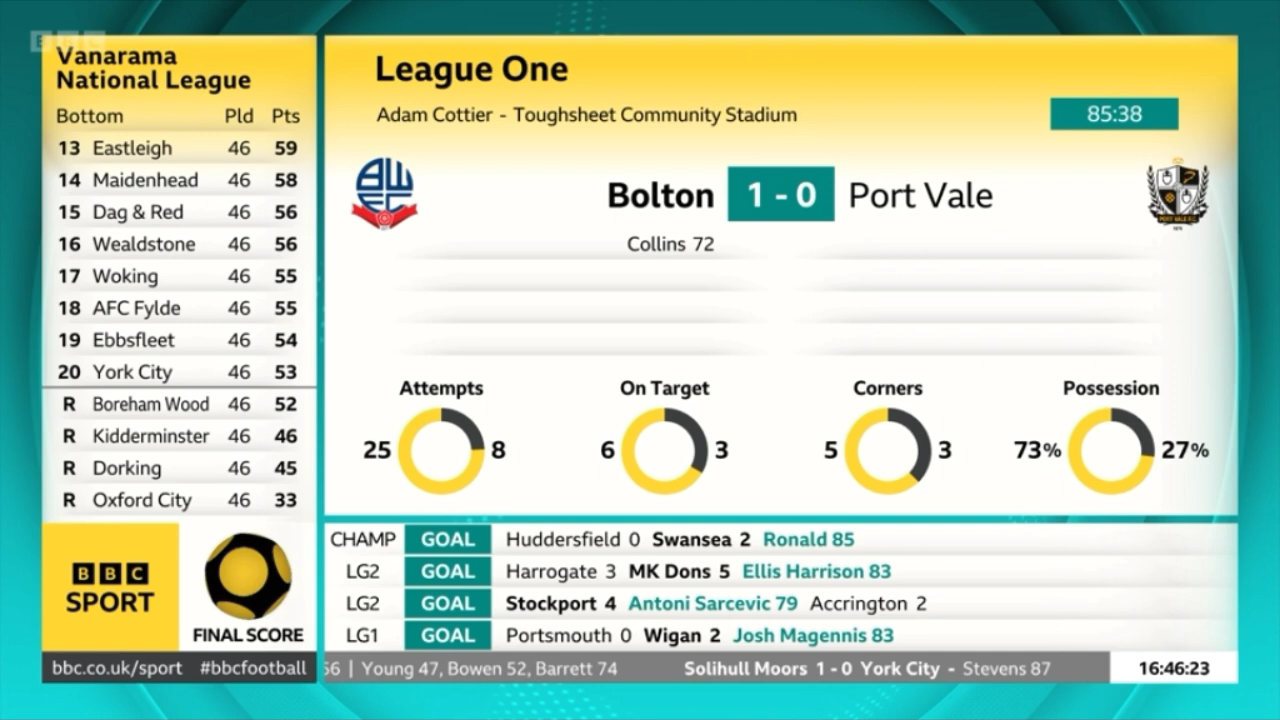 BBC
Vanarama
National League
Bottom Pld Pts
13 Eastleigh 46 59
14 Maidenhead 46 58
15 Dag & Red 46 56
16 Wealdstone 46 56
17 Woking 46 55
18 AFC Fylde 46 55
19 Ebbsfleet 46 54
20 York City 46 53
R Boreham Wood 46 52
R Kidderminster 46 46
R Dorking 46 45
R Oxford City 46 33
BBC
SPORT
FINAL SCORE
bbc.co.uk/sport #bbcfootball
League One
Adam Cottier - Toughsheet Community Stadium 85:38
Bolton 1 - 0 Port Vale
Collins 72
Attempts On Target Corners Possession
25 8 6 3 5 3 73% 27%
CHAMP GOAL Huddersfield 0 Swansea 2 Ronald 85
LG2 GOAL Harrogate 3 MK Dons 5 Ellis Harrison 83
LG2 GOAL Stockport 4 Antoni Sarcevic 79 Accrington 2
LG1 GOAL Portsmouth 0 Wigan 2 Josh Magennis 83
56 | Young 47, Bowen 52, Barrett 74 Solihull Moors 1 - 0 York City - Stevens 87 16:46:23